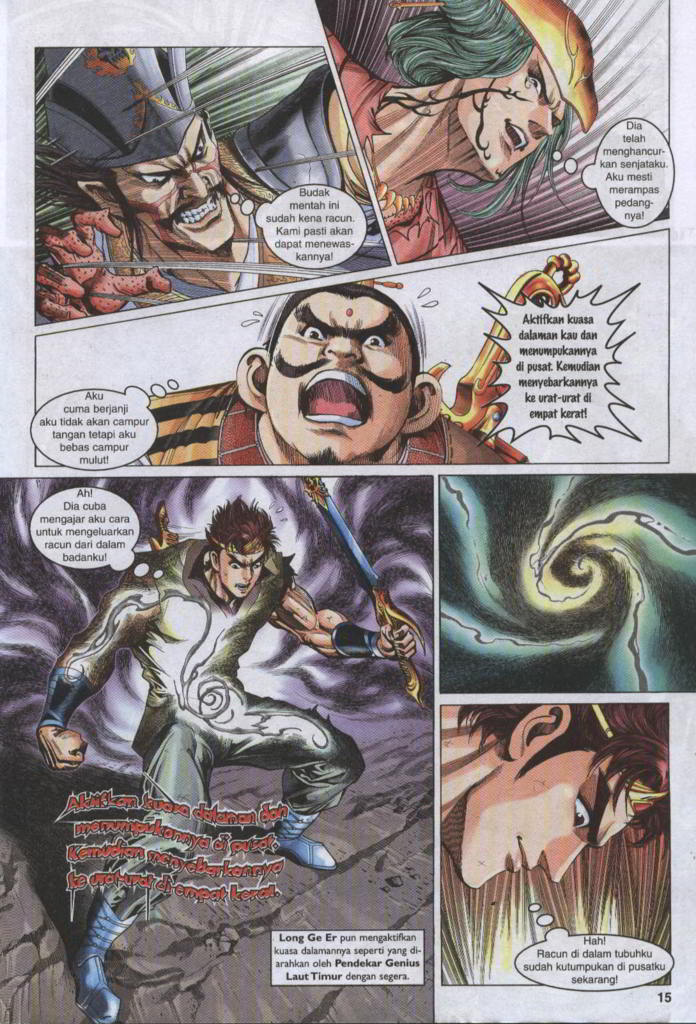 Budak
mentah ini
sudah kena racun.
Kami pasti akan
dapat menewas-
kannya!
Dia
telah
menghancur-
kan senjataku.
Aku mesti
merampas
pedang-
nya!
Aku
cuma berjanji
aku tidak akan campur
tangan tetapi aku
bebas campur
mulut!
Aktifkan kuasa
dalaman kau dan
menumpukannya
di pusat. Kemudian
menyebarkannya
ke urat-urat di
empat kerat!
Ah!
Dia cuba
mengajar aku cara
untuk mengeluarkan
racun dari dalam
badanku!
Aktifkan kuasa dalaman dan
menumpukannya di pusat.
Kemudian menyebarkannya
ke urat-urat di empat kerat.
Long Ge Er pun mengaktifkan
kuasa dalamannya seperti yang di-
arahkan oleh Pendekar Genius
Laut Timur dengan segera.
Hah!
Racun di dalam tubuhku
sudah kutumpukan di pusatku
sekarang!
15